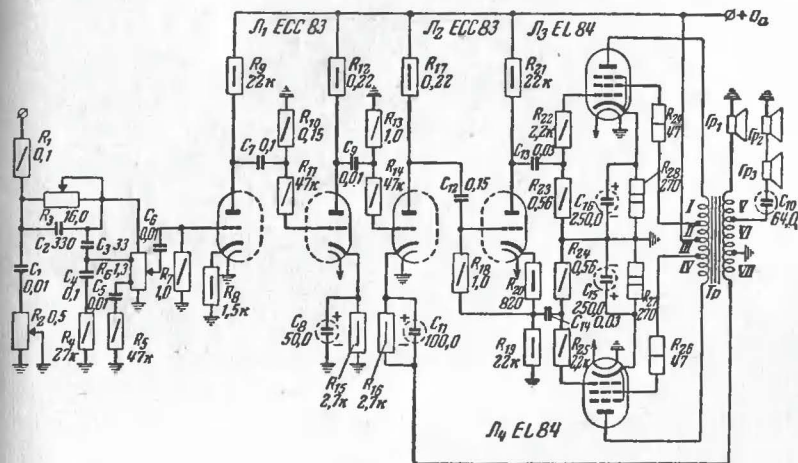 Л₁ ECC 83
Л₂ ECC83
Л₃ EL 84
+Uₐ
R₉ 22к
R₁₀ 0,15
R₁₂ 0,22
R₁₃ 1,0
R₁₇ 0,22
R₂₁ 22к
R₂₂ 2,2к
R₁ 0,1
C₇ 0,1
R₁₁ 47к
C₉ 0,01
R₁₄ 47к
C₁₂ 0,15
C₁₃ 0,03
R₂₃ 0,56
C₁₆ 250,0
R₂₈ 270
47
Гр₁
Гр₂
Гр₃
C₁₀ 64,0
R₃ 16,0
C₂ 330
C₃ 33
C₆ 0,01
R₇ 1,0
C₁ 0,01
C₄ 0,1
R₆ 1,3
C₅ 0,01
R₈ 1,5к
R₁₈ 1,0
R₂₀ 820
R₂₄ 0,56
C₁₅ 250,0
R₂₇ 270
I
II
III
IV
V
VI
VII
Тр
R₂ 0,5
R₄ 27к
R₅ 47к
C₈ 50,0
R₁₅ 2,7к
R₁₆ 2,7к
C₁₁ 100,0
R₁₉ 22к
C₁₄ 0,03
R₂₅ 2,2к
R₂₆ 47
Л₄ EL 84